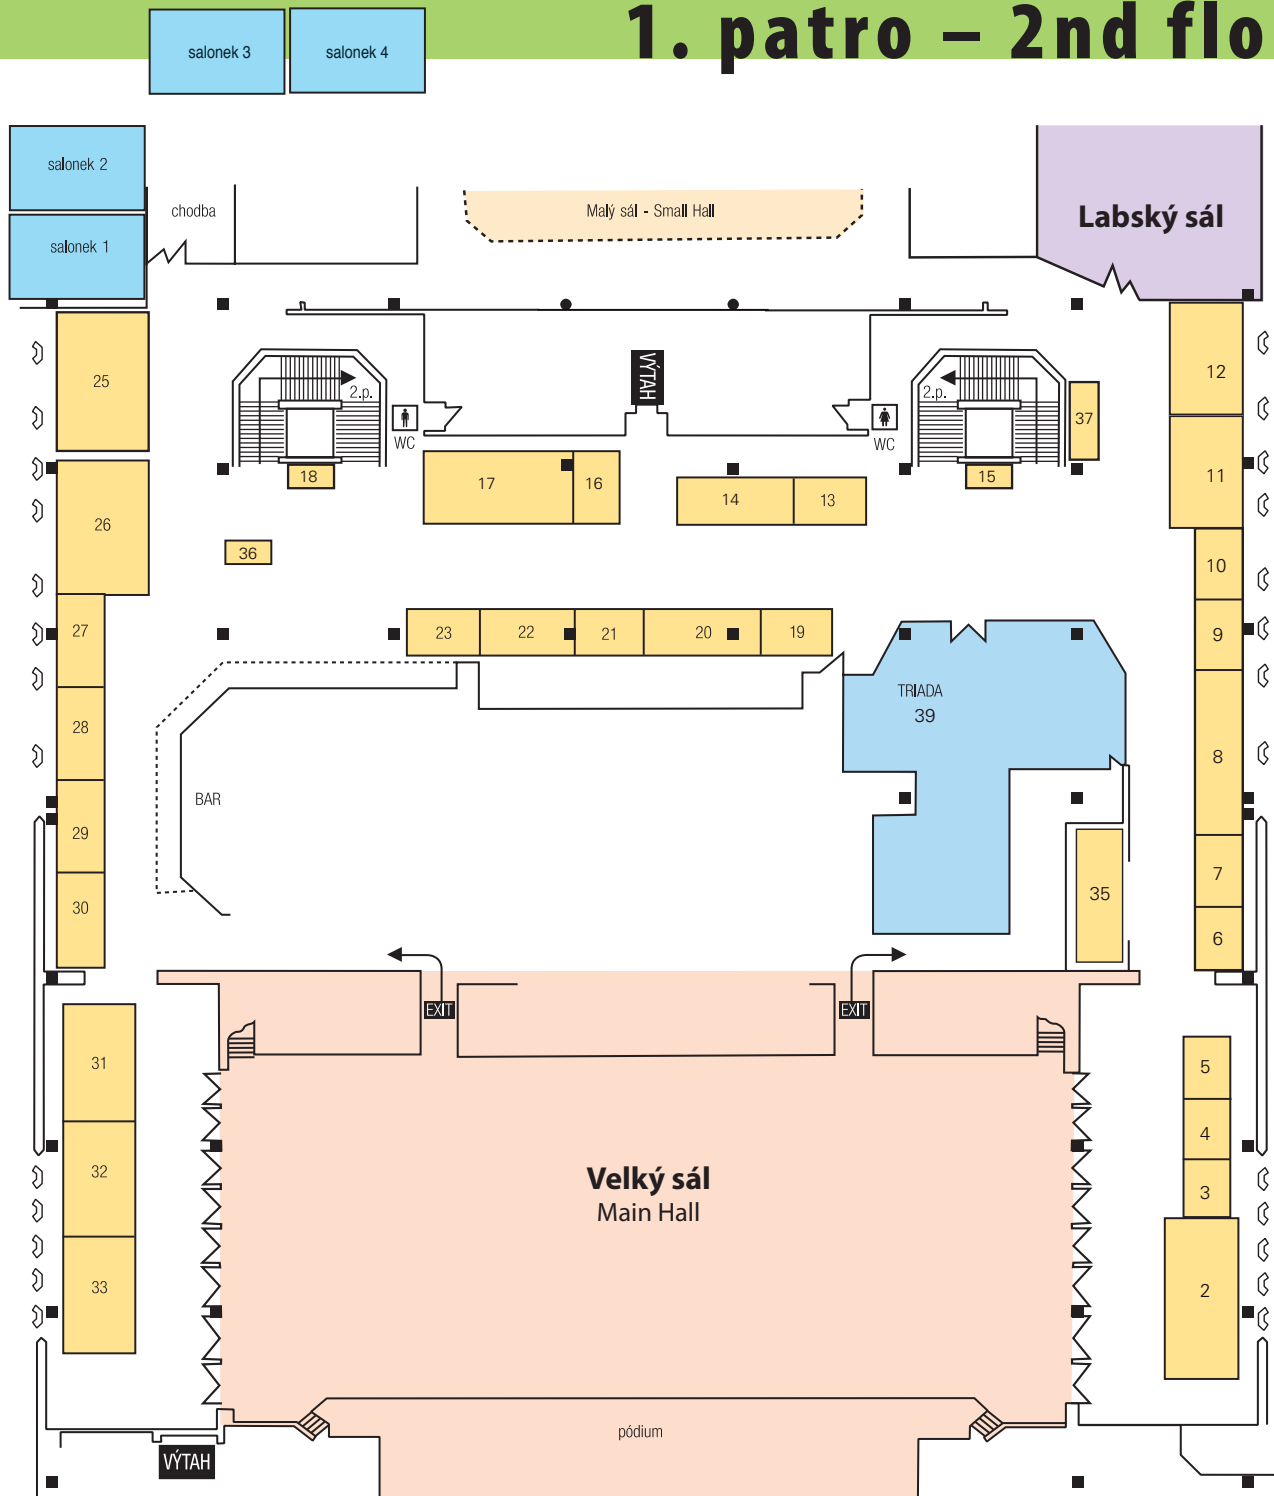 1. patro – 2nd flo
salonek 3
salonek 4
salonek 2
salonek 1
chodba
Malý sál - Small Hall
Labský sál
VÝTAH
25
2.p.
WC
2.p.
WC
37
12
18
17
16
14
13
15
11
26
36
10
27
23
22
21
20
19
9
TRIADA
39
28
8
BAR
29
30
35
7
6
EXIT
EXIT
31
5
4
32
Velký sál
Main Hall
3
33
2
pódium
VÝTAH